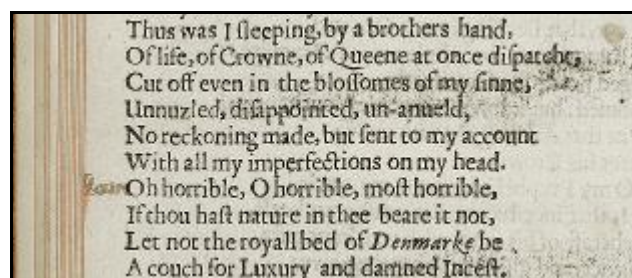 Thus was I ſleeping, by a brothers hand,
Of life, of Crowne, of Queene at once diſpatcht,
Cut off even in the bloſſomes of my ſinne,
Unnuzled, diſappointed, un-anueld,
No reckoning made, but ſent to my account
With all my imperfections on my head.
Oh horrible, O horrible, moſt horrible,
If thou haſt nature in thee beare it not,
Let not the royall bed of Denmarke be
A couch for Luxury and damned Inceſt.